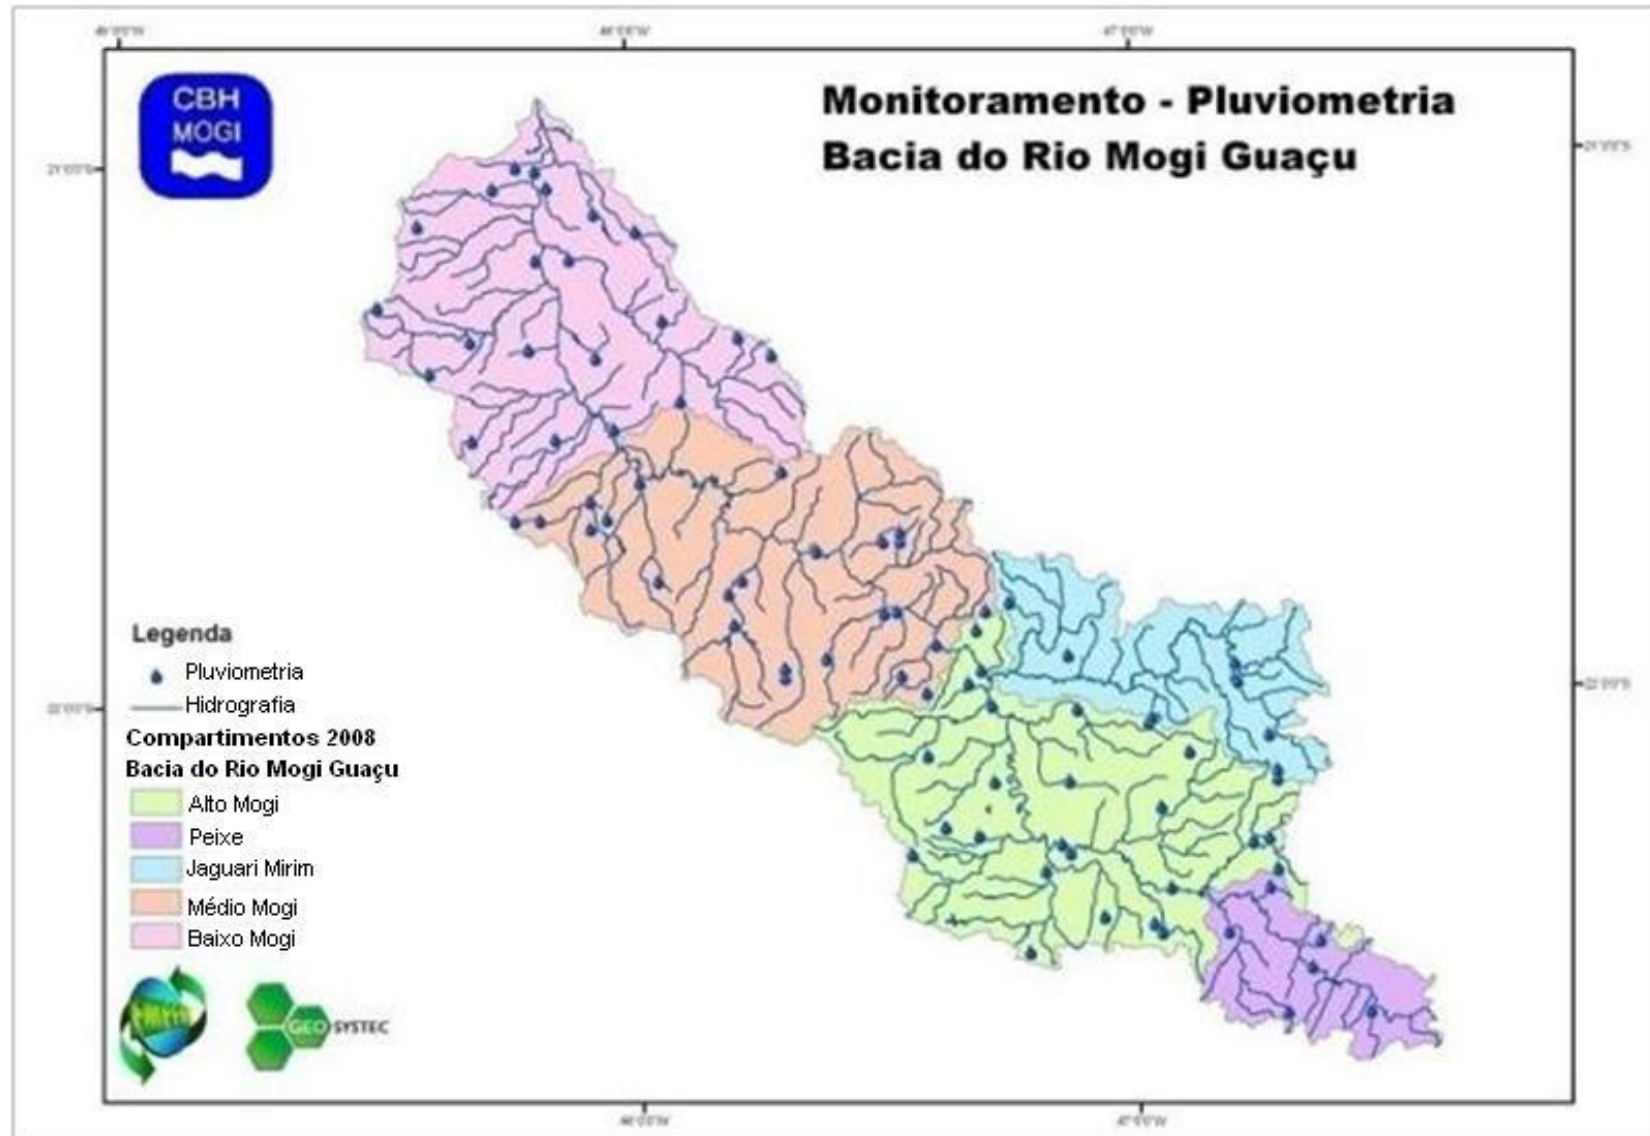 CBH
MOGI
Monitoramento - Pluviometria
Bacia do Rio Mogi Guaçu
Legenda
Pluviometria
Hidrografia
Compartimentos 2008
Bacia do Rio Mogi Guaçu
Alto Mogi
Peixe
Jaguari Mirim
Médio Mogi
Baixo Mogi
GEO SYSTEC